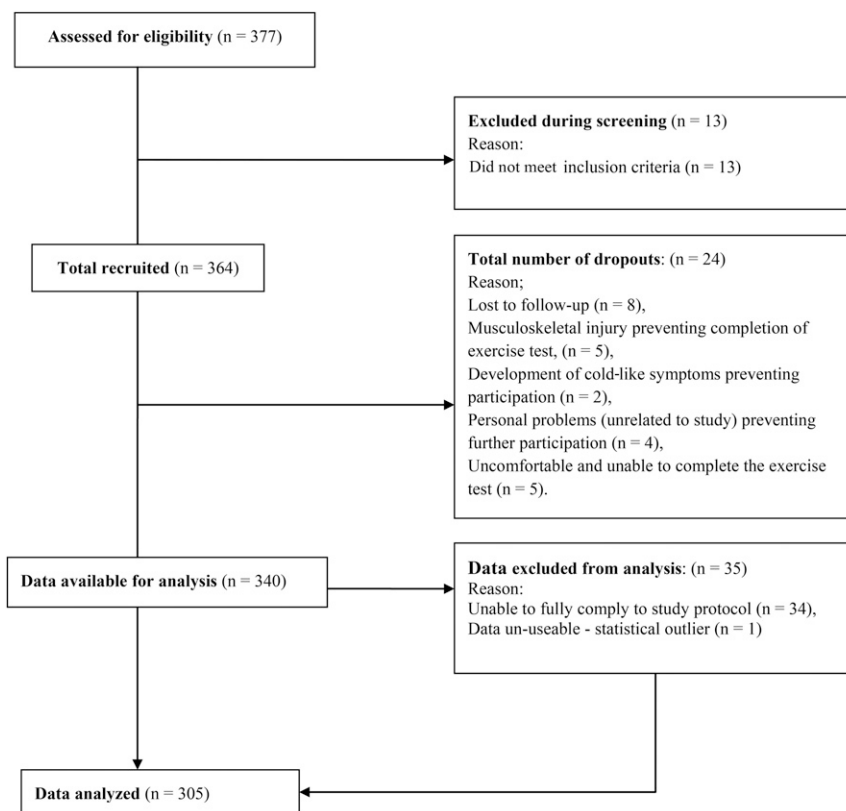 Assessed for eligibility (n = 377)
Excluded during screening (n = 13)
Reason:
Did not meet inclusion criteria (n = 13)
Total recruited (n = 364)
Total number of dropouts: (n = 24)
Reason;
Lost to follow-up (n = 8),
Musculoskeletal injury preventing completion of
exercise test, (n = 5),
Development of cold-like symptoms preventing
participation (n = 2),
Personal problems (unrelated to study) preventing
further participation (n = 4),
Uncomfortable and unable to complete the exercise
test (n = 5).
Data available for analysis (n = 340)
Data excluded from analysis: (n = 35)
Reason:
Unable to fully comply to study protocol (n = 34),
Data un-useable - statistical outlier (n = 1)
Data analyzed (n = 305)